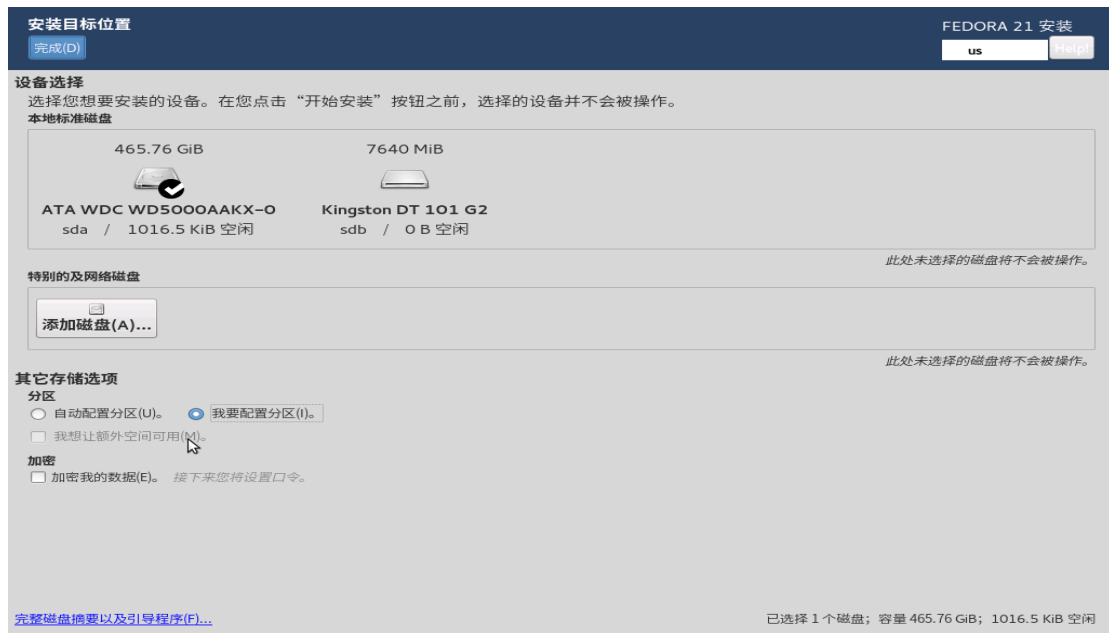 安装目标位置
FEDORA 21 安装
完成(D)
us
Help!
设备选择
选择您想要安装的设备。在您点击“开始安装”按钮之前，选择的设备并不会被操作。
本地标准磁盘
465.76 GiB
7640 MiB
ATA WDC WD5000AAKX-0
Kingston DT 101 G2
sda / 1016.5 KiB 空闲
sdb / 0 B 空闲
此处未选择的磁盘将不会被操作。
特别的及网络磁盘
添加磁盘(A)...
此处未选择的磁盘将不会被操作。
其它存储选项
分区
自动配置分区(U)。 我要配置分区(I)。
我想让额外空间可用(M)。
加密
加密我的数据(E)。 接下来您将设置口令。
完整磁盘摘要以及引导程序(F)...
已选择 1 个磁盘；容量 465.76 GiB；1016.5 KiB 空闲